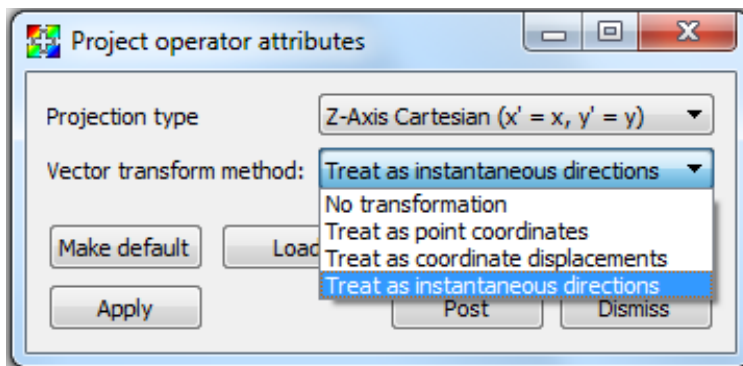 Project operator attributes
Projection type
Z-Axis Cartesian (x' = x, y' = y)
Vector transform method:
Treat as instantaneous directions
No transformation
Treat as point coordinates
Treat as coordinate displacements
Treat as instantaneous directions
Make default
Load
Apply
Post
Dismiss